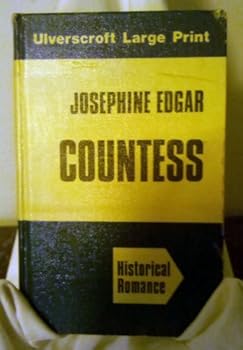 Ulverscroft Large Print
JOSEPHINE EDGAR
COUNTESS
Historical
Romance